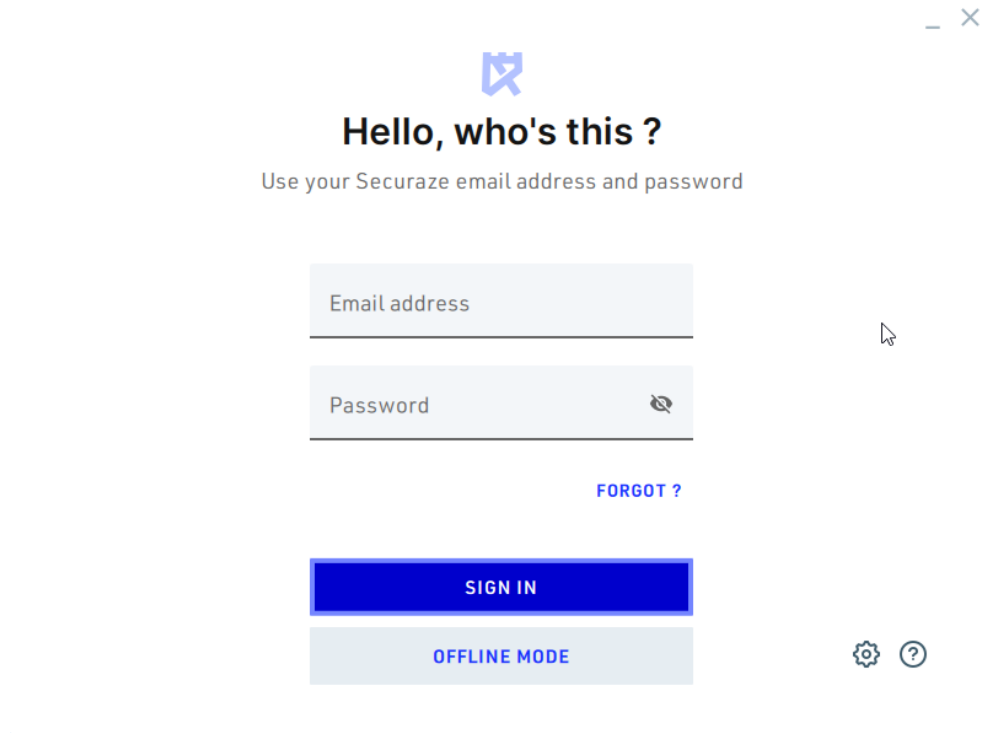 Hello, who's this ?
Use your Securaze email address and password
Email address
Password
FORGOT ?
SIGN IN
OFFLINE MODE